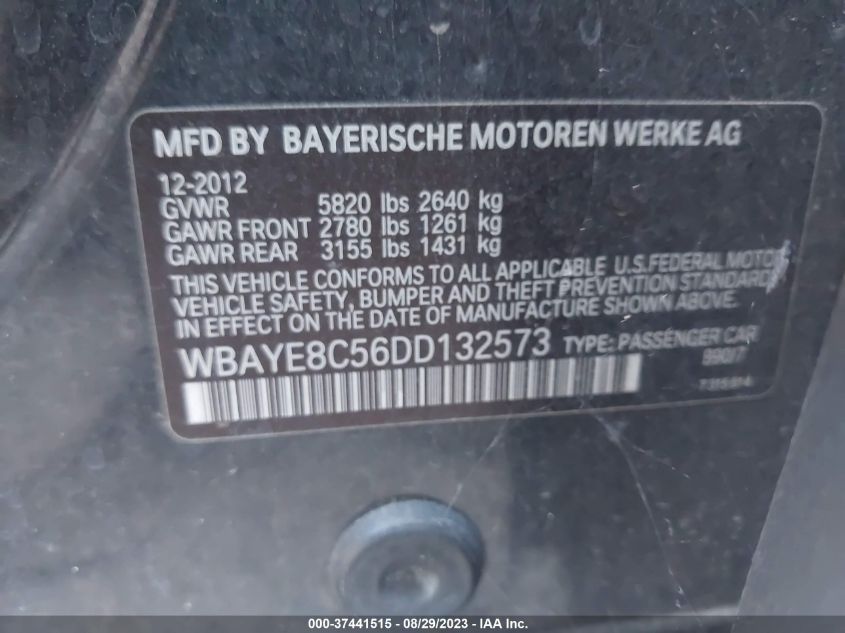 MFD BY BAYERISCHE MOTOREN WERKE AG
12-2012
GVWR 5820 lbs 2640 kg
GAWR FRONT 2780 lbs 1261 kg
GAWR REAR 3155 lbs 1431 kg
THIS VEHICLE CONFORMS TO ALL APPLICABLE U.S.FEDERAL MOTOR
VEHICLE SAFETY, BUMPER AND THEFT PREVENTION STANDARDS
IN EFFECT ON THE DATE OF MANUFACTURE SHOWN ABOVE.
WBAYE8C56DD132573 TYPE: PASSENGER CAR
000-37441515 - 08/29/2023 - IAA Inc.